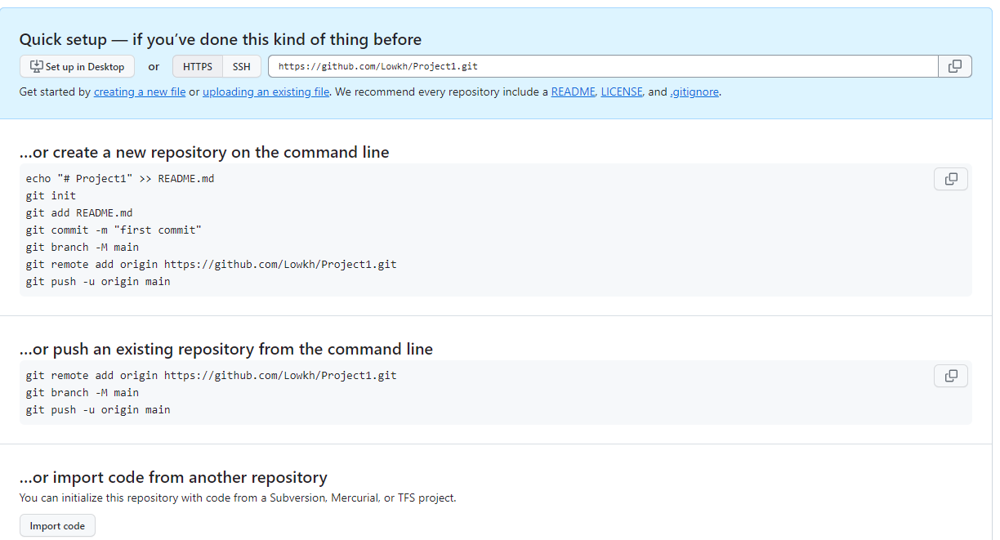 Quick setup — if you’ve done this kind of thing before
Set up in Desktop or HTTPS SSH https://github.com/Lowkh/Project1.git
Get started by creating a new file or uploading an existing file. We recommend every repository include a README, LICENSE, and .gitignore.
…or create a new repository on the command line
echo "# Project1" >> README.md
git init
git add README.md
git commit -m "first commit"
git branch -M main
git remote add origin https://github.com/Lowkh/Project1.git
git push -u origin main
…or push an existing repository from the command line
git remote add origin https://github.com/Lowkh/Project1.git
git branch -M main
git push -u origin main
…or import code from another repository
You can initialize this repository with code from a Subversion, Mercurial, or TFS project.
Import code